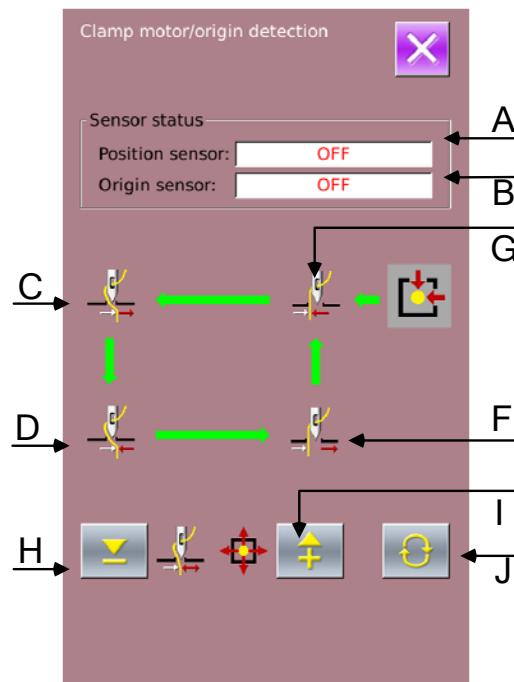 Clamp motor/origin detection
Sensor status
A
Position sensor: OFF
Origin sensor: OFF
B
G
C
D
F
I
H
J